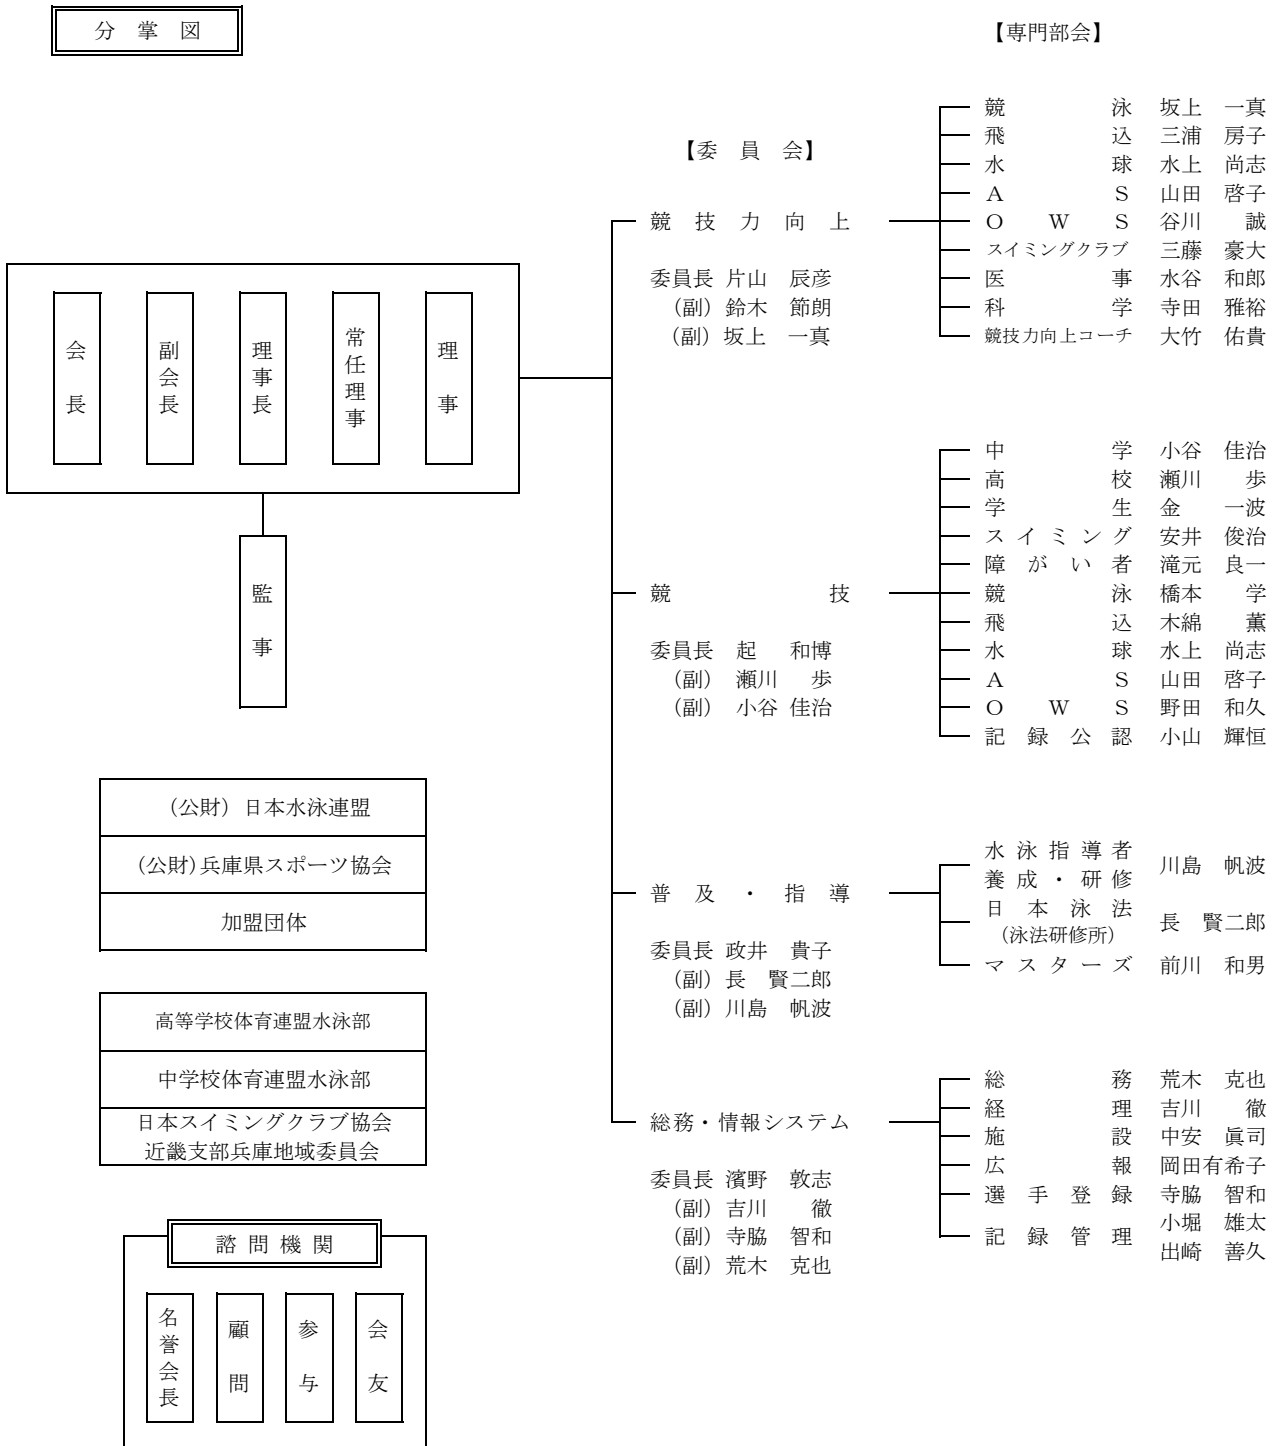 分　掌　図
会長
副会長
理事長
常任理事
理事
監事
（公財）日本水泳連盟
（公財）兵庫県スポーツ協会
加盟団体
高等学校体育連盟水泳部
中学校体育連盟水泳部
日本スイミングクラブ協会
近畿支部兵庫地域委員会
諮問機関
名誉会長
顧問
参与
会友
【委　員　会】
競技力向上
委員長 片山　辰彦
（副）鈴木　節朗
（副）坂上　一真
競技
委員長　起　和博
（副）　瀬川　歩
（副）　小谷 佳治
普及・指導
委員長 政井　貴子
（副）長　賢二郎
（副）川島　帆波
総務・情報システム
委員長 濱野　敦志
（副）吉川　徹
（副）寺脇　智和
（副）荒木　克也
【専門部会】
競泳　坂上　一真
飛込　三浦　房子
水球　水上　尚志
ＡＳ　山田　啓子
ＯＷＳ　谷川　誠
スイミングクラブ　三藤　豪大
医事　水谷　和郎
科学　寺田　雅裕
競技力向上コーチ　大竹　佑貴
中学　小谷　佳治
高校　瀬川　歩
学生　金　一波
スイミング　安井　俊治
障がい者　滝元　良一
競泳　橋本　学
飛込　木綿　薫
水球　水上　尚志
ＡＳ　山田　啓子
ＯＷＳ　野田　和久
記録公認　小山　輝恒
水泳指導者
養成・研修　川島　帆波
日本泳法
（泳法研修所）　長　賢二郎
マスターズ　前川　和男
総務　荒木　克也
経理　吉川　徹
施設　中安　眞司
広報　岡田有希子
選手登録　寺脇　智和
記録管理　小堀　雄太
出崎　善久